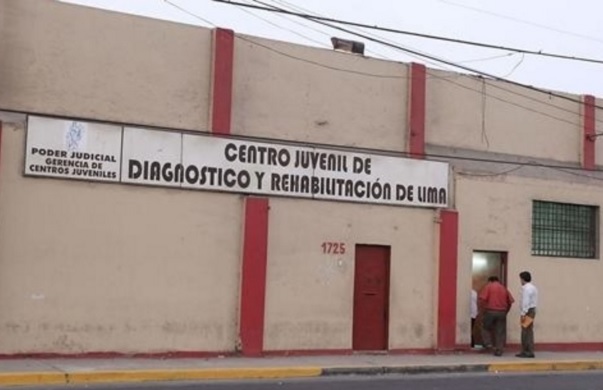 PODER JUDICIAL
GERENCIA DE
CENTROS JUVENILES
CENTRO JUVENIL DE
DIAGNOSTICO Y REHABILITACIÓN DE LIMA
1725